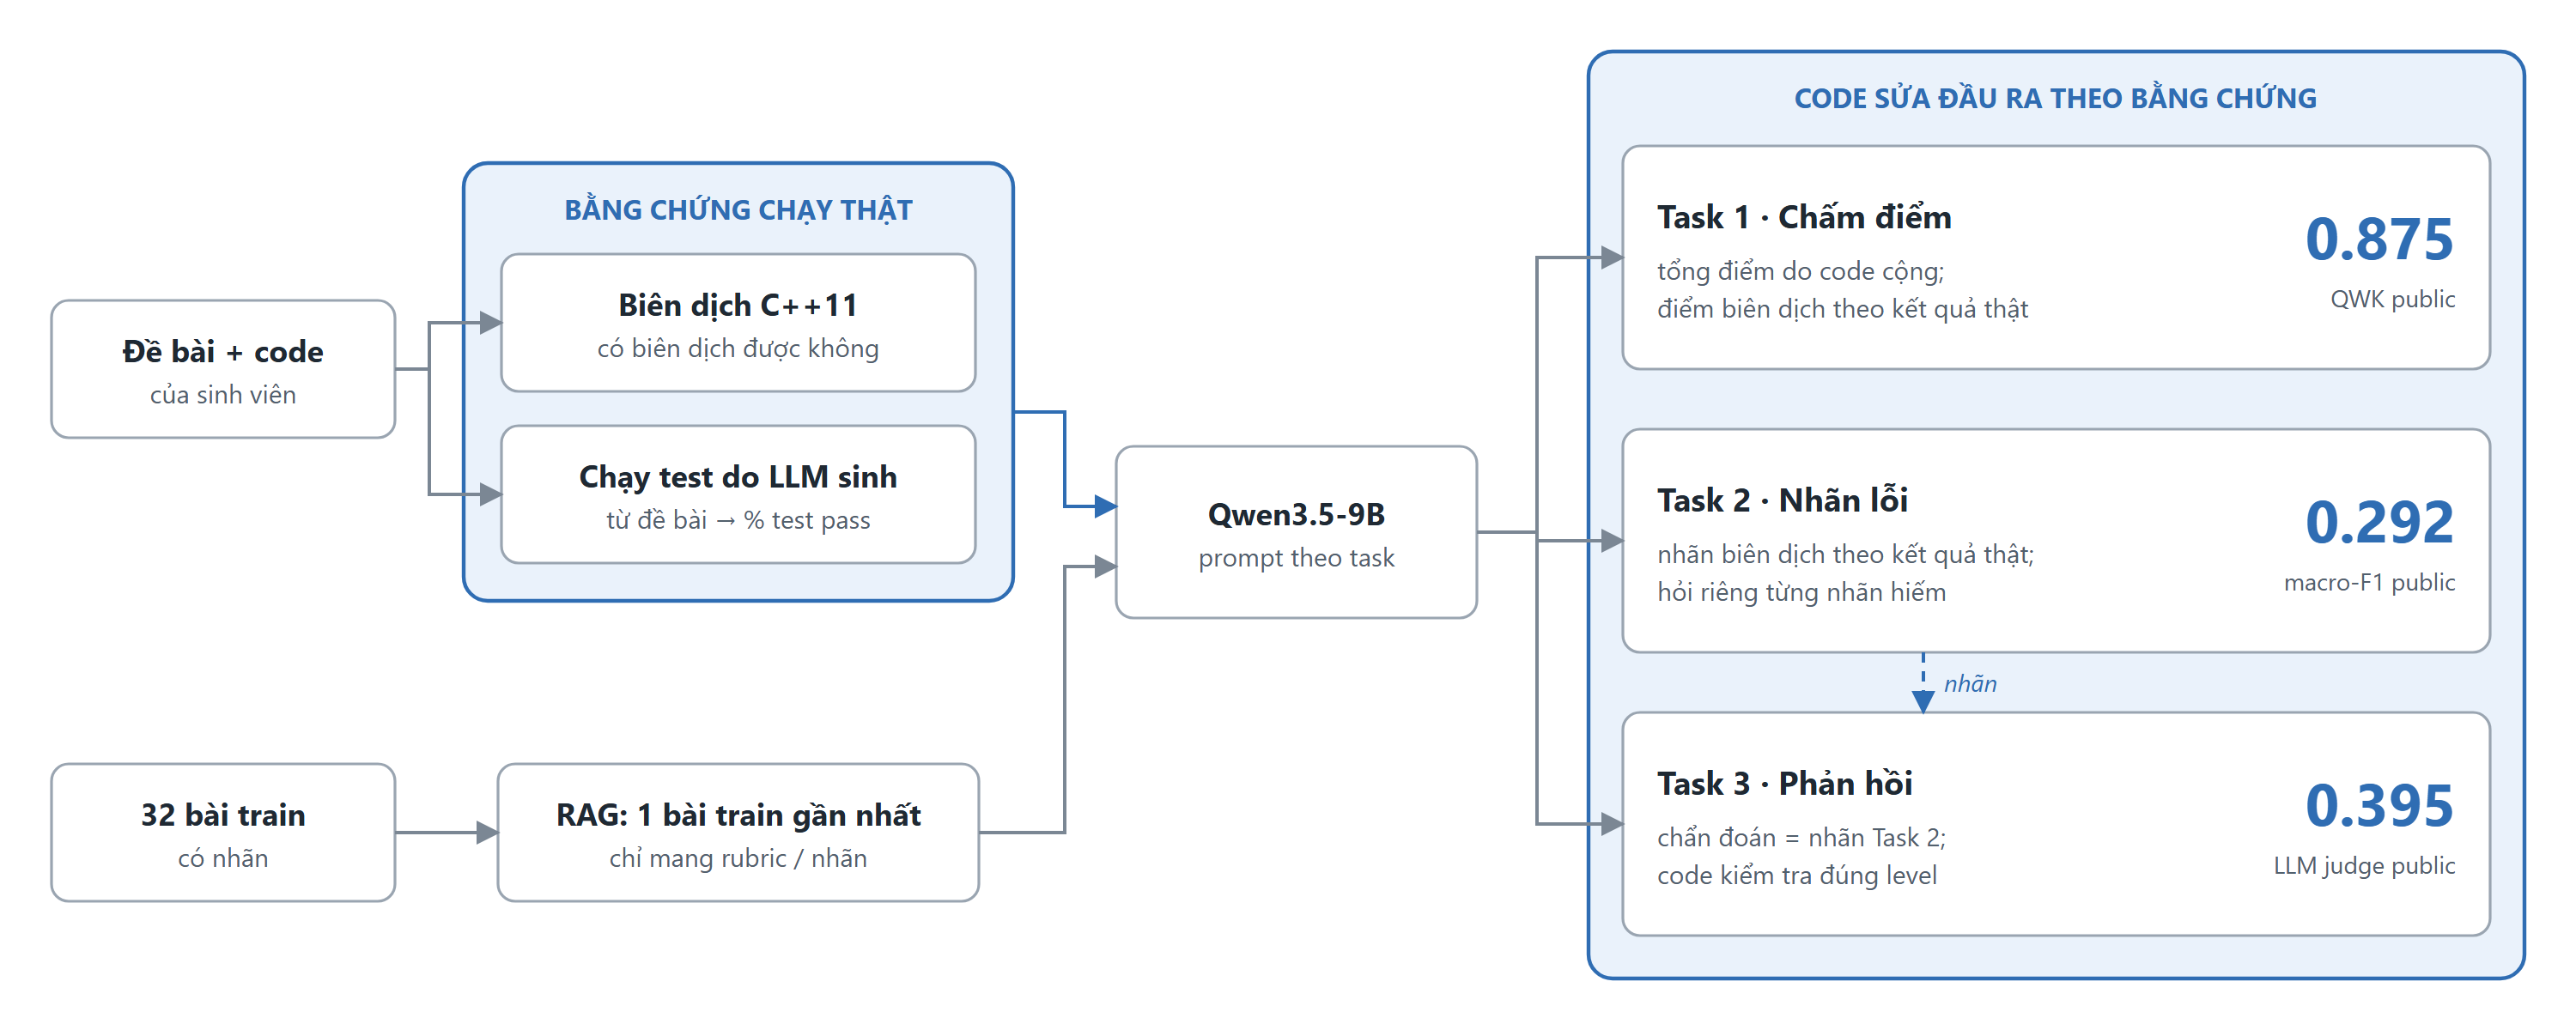 Đề bài + code
của sinh viên
BẰNG CHỨNG CHẠY THẬT
Biên dịch C++11
có biên dịch được không
Chạy test do LLM sinh
từ đề bài → % test pass
32 bài train
có nhãn
RAG: 1 bài train gần nhất
chỉ mang rubric / nhãn
Qwen3.5-9B
prompt theo task
CODE SỬA ĐẦU RA THEO BẰNG CHỨNG
Task 1 · Chấm điểm
tổng điểm do code cộng;
điểm biên dịch theo kết quả thật
0.875
QWK public
Task 2 · Nhãn lỗi
nhãn biên dịch theo kết quả thật;
hỏi riêng từng nhãn hiếm
0.292
macro-F1 public
nhãn
Task 3 · Phản hồi
chẩn đoán = nhãn Task 2;
code kiểm tra đúng level
0.395
LLM judge public